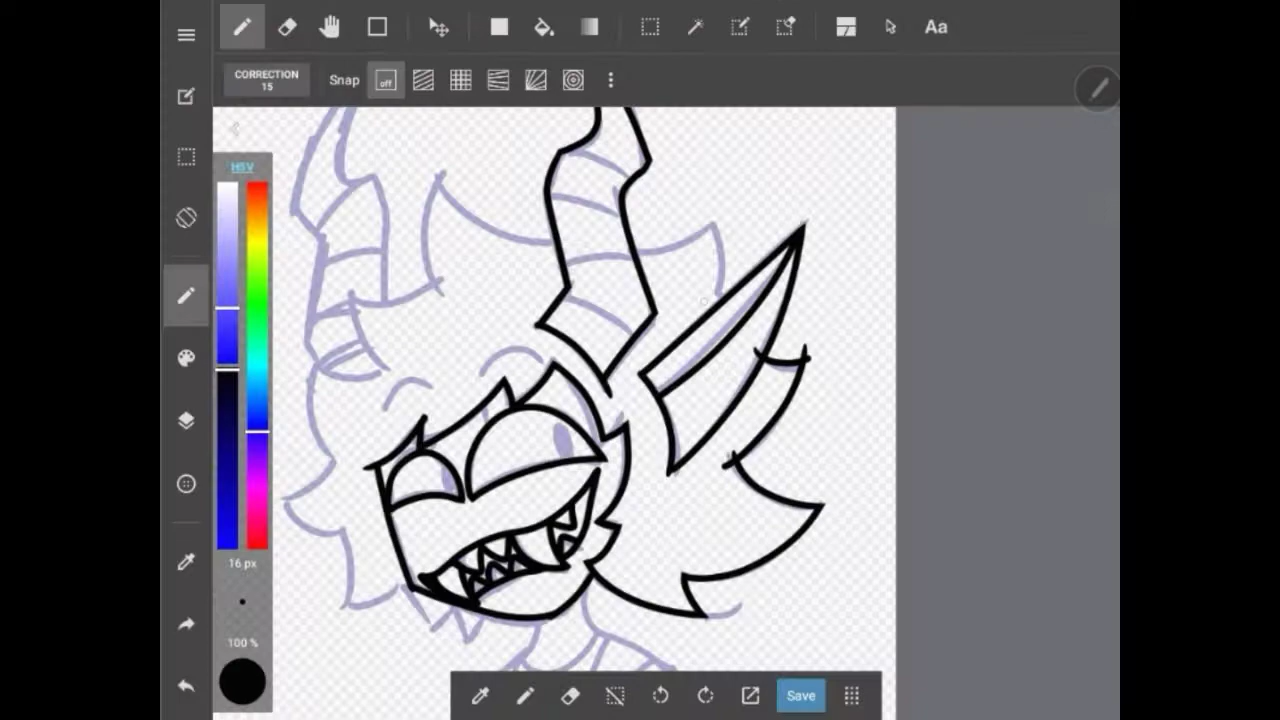 Aa
CORRECTION
15
Snap
off
HSV
16 px
100 %
Save